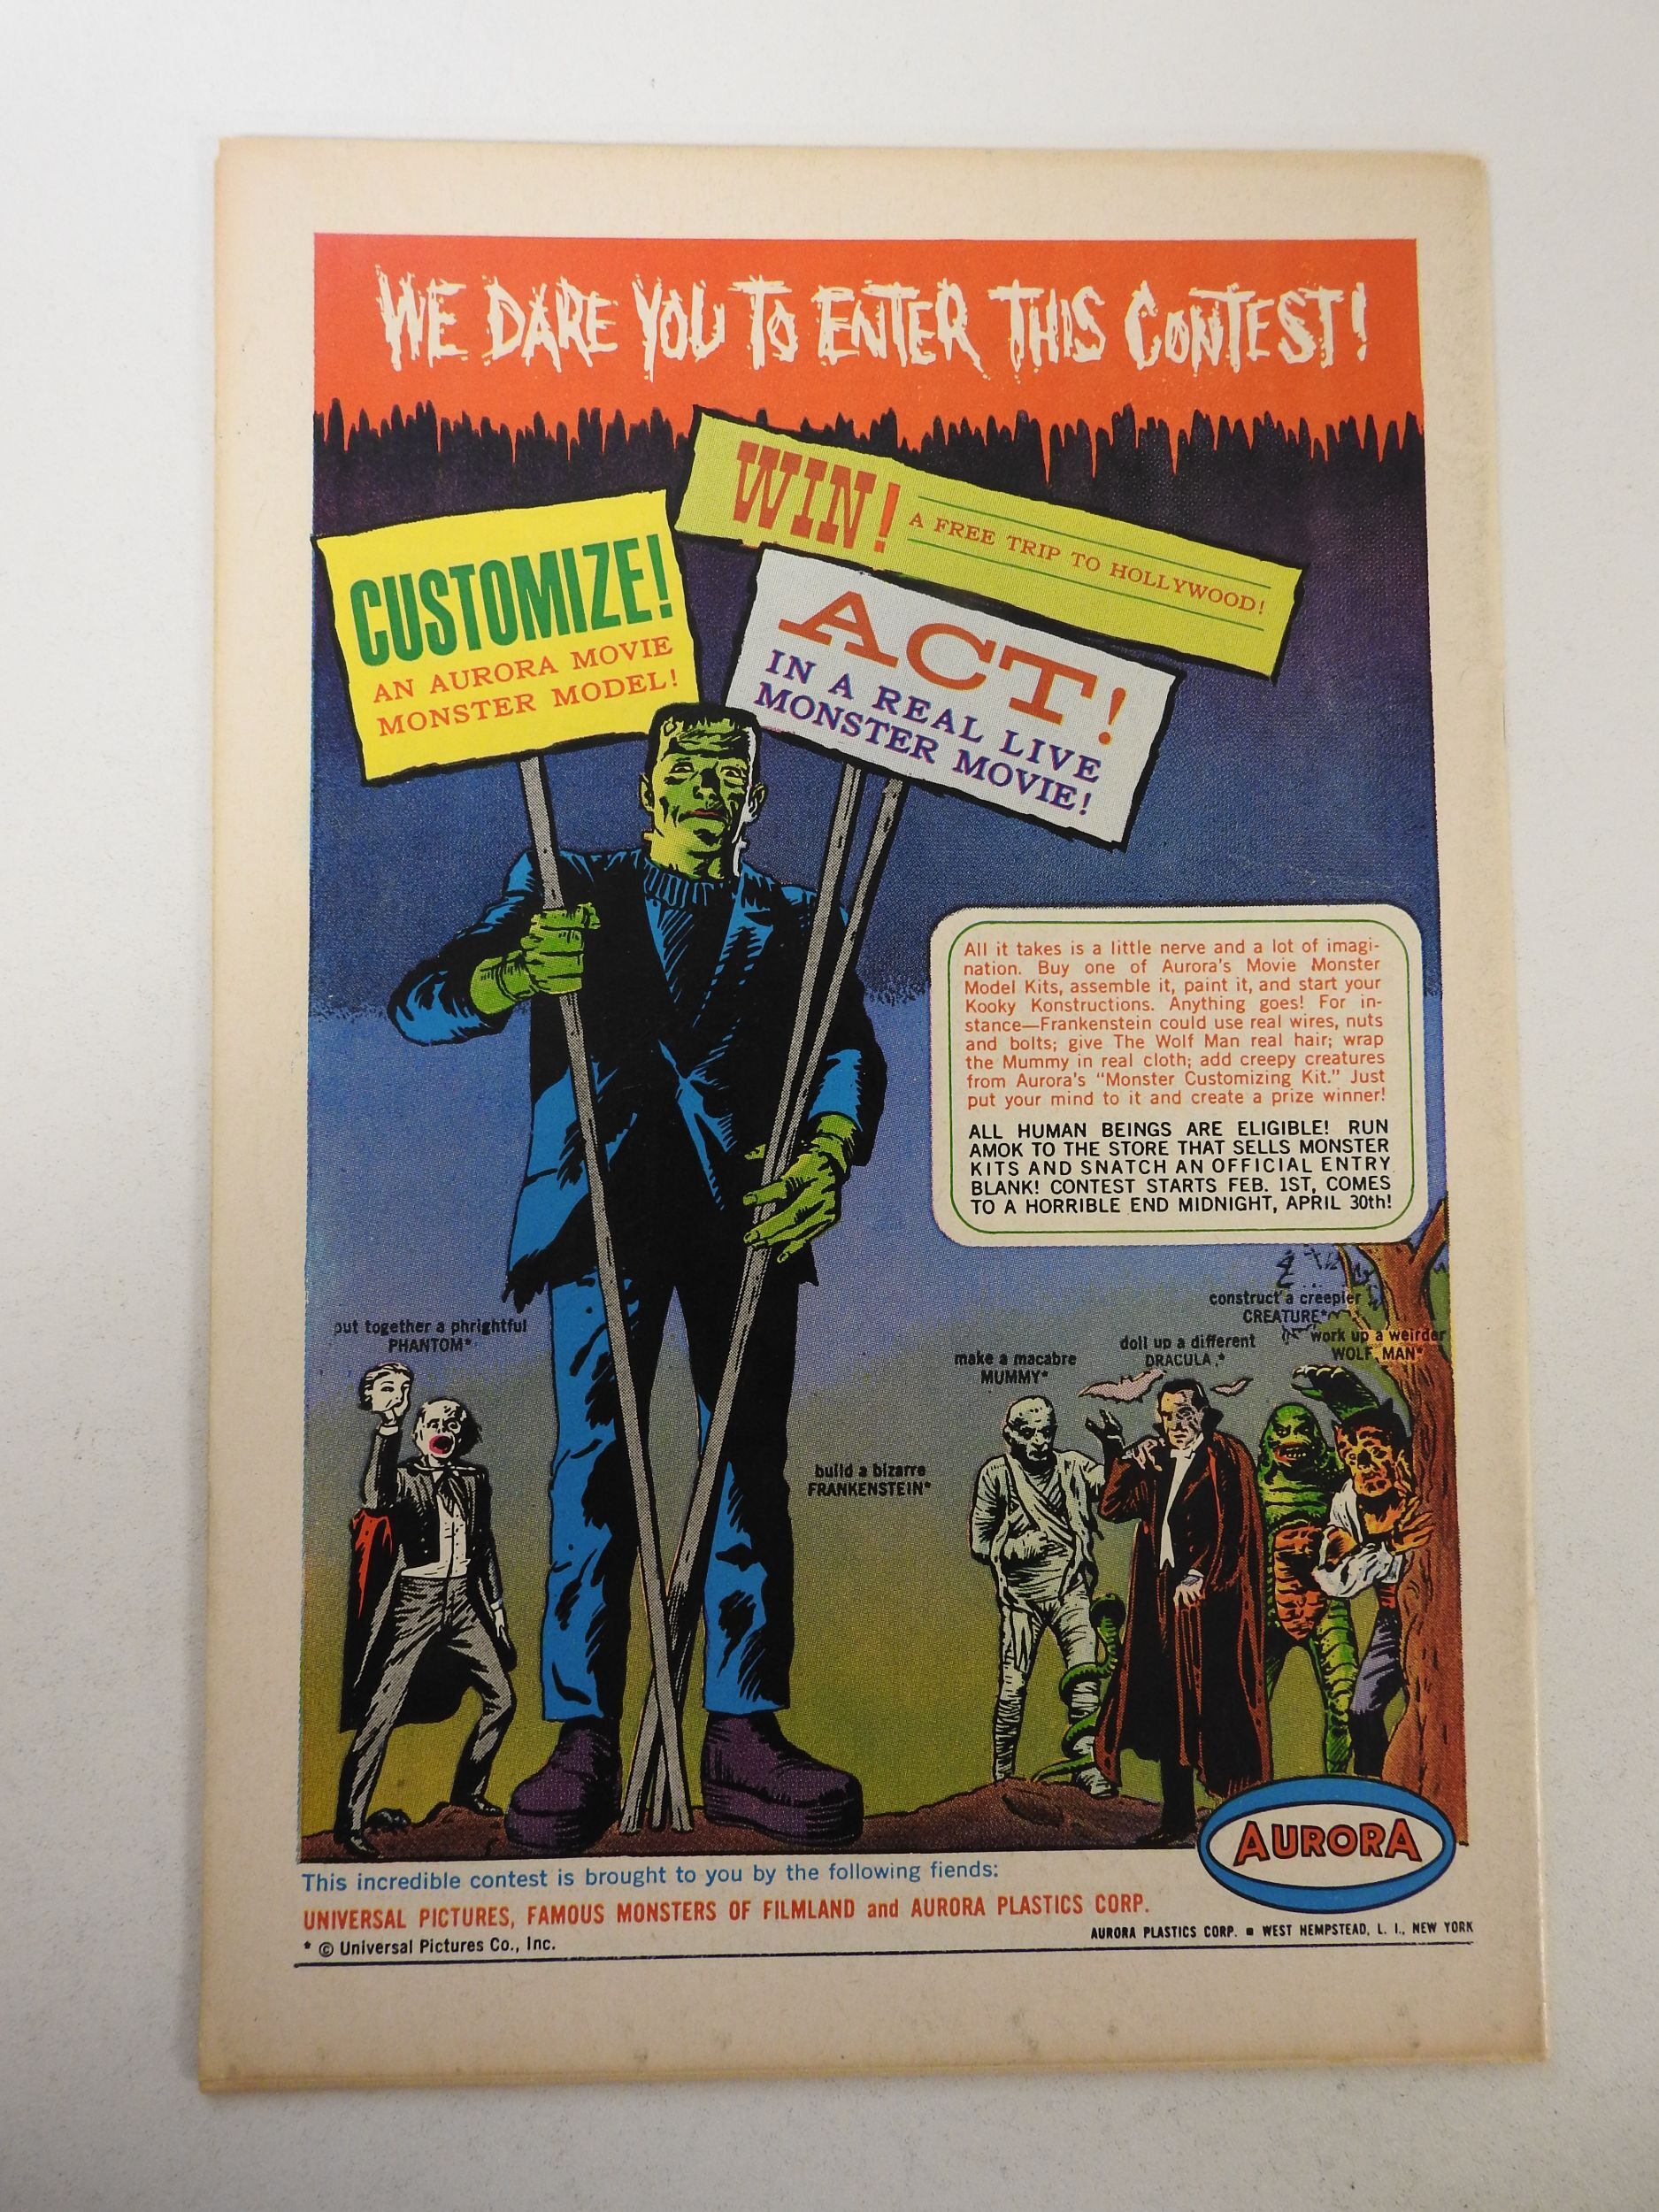 WE DARE YOU TO ENTER THIS CONTEST!
WIN! A FREE TRIP TO HOLLYWOOD!
CUSTOMIZE!
AN AURORA MOVIE
MONSTER MODEL!
ACT!
IN A REAL LIVE
MONSTER MOVIE!
All it takes is a little nerve and a lot of imagi-
nation. Buy one of Aurora's Movie Monster
Model Kits, assemble it, paint it, and start your
Kooky Konstructions. Anything goes! For in-
stance—Frankenstein could use real wires, nuts
and bolts; give The Wolf Man real hair; wrap
the Mummy in real cloth; add creepy creatures
from Aurora's "Monster Customizing Kit." Just
put your mind to it and create a prize winner!
ALL HUMAN BEINGS ARE ELIGIBLE! RUN
AMOK TO THE STORE THAT SELLS MONSTER
KITS AND SNATCH AN OFFICIAL ENTRY
BLANK! CONTEST STARTS FEB. 1ST, COMES
TO A HORRIBLE END MIDNIGHT, APRIL 30th!
put together a phrightful
PHANTOM*
build a bizarre
FRANKENSTEIN*
make a macabre
MUMMY*
doll up a different
DRACULA*
construct a creepier
CREATURE*
work up a weirder
WOLF MAN*
AURORA
This incredible contest is brought to you by the following fiends:
UNIVERSAL PICTURES, FAMOUS MONSTERS OF FILMLAND and AURORA PLASTICS CORP.
* © Universal Pictures Co., Inc.
AURORA PLASTICS CORP. ■ WEST HEMPSTEAD, L. I., NEW YORK